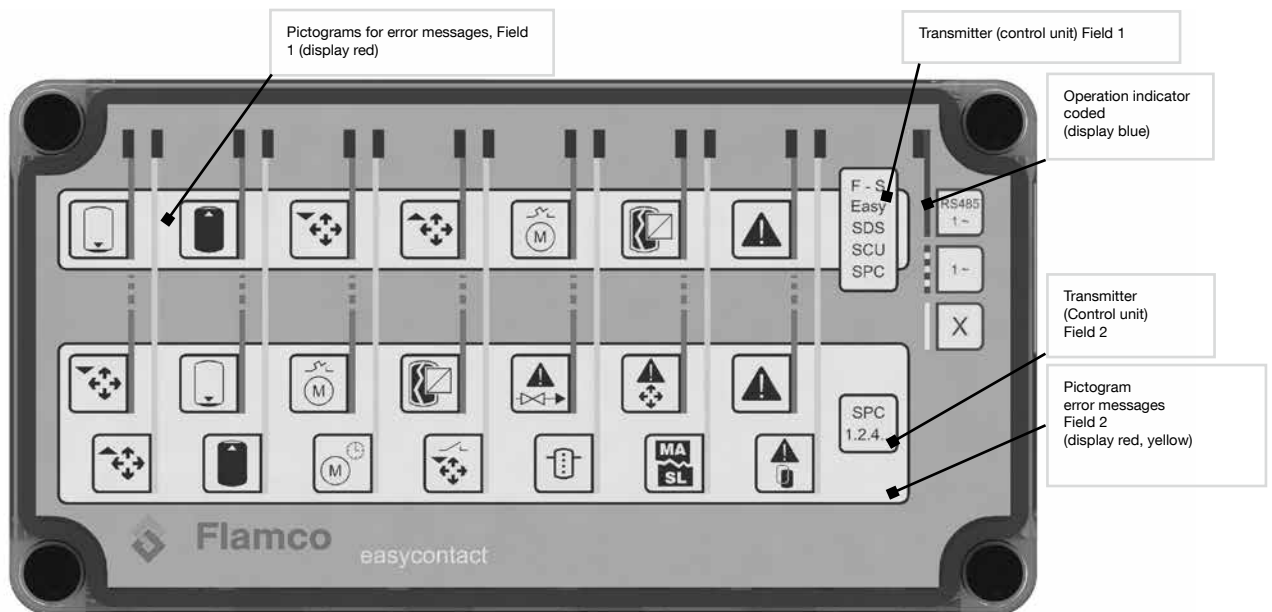 Pictograms for error messages, Field
1 (display red)
Transmitter (control unit) Field 1
Operation indicator
coded
(display blue)
F - S
Easy
SDS
SCU
SPC
RS485
1 ~
1 ~
X
M
Transmitter
(Control unit)
Field 2
Pictogram
error messages
Field 2
(display red, yellow)
M
SPC
1.2.4.
M
MA
SL
Flamco
easycontact